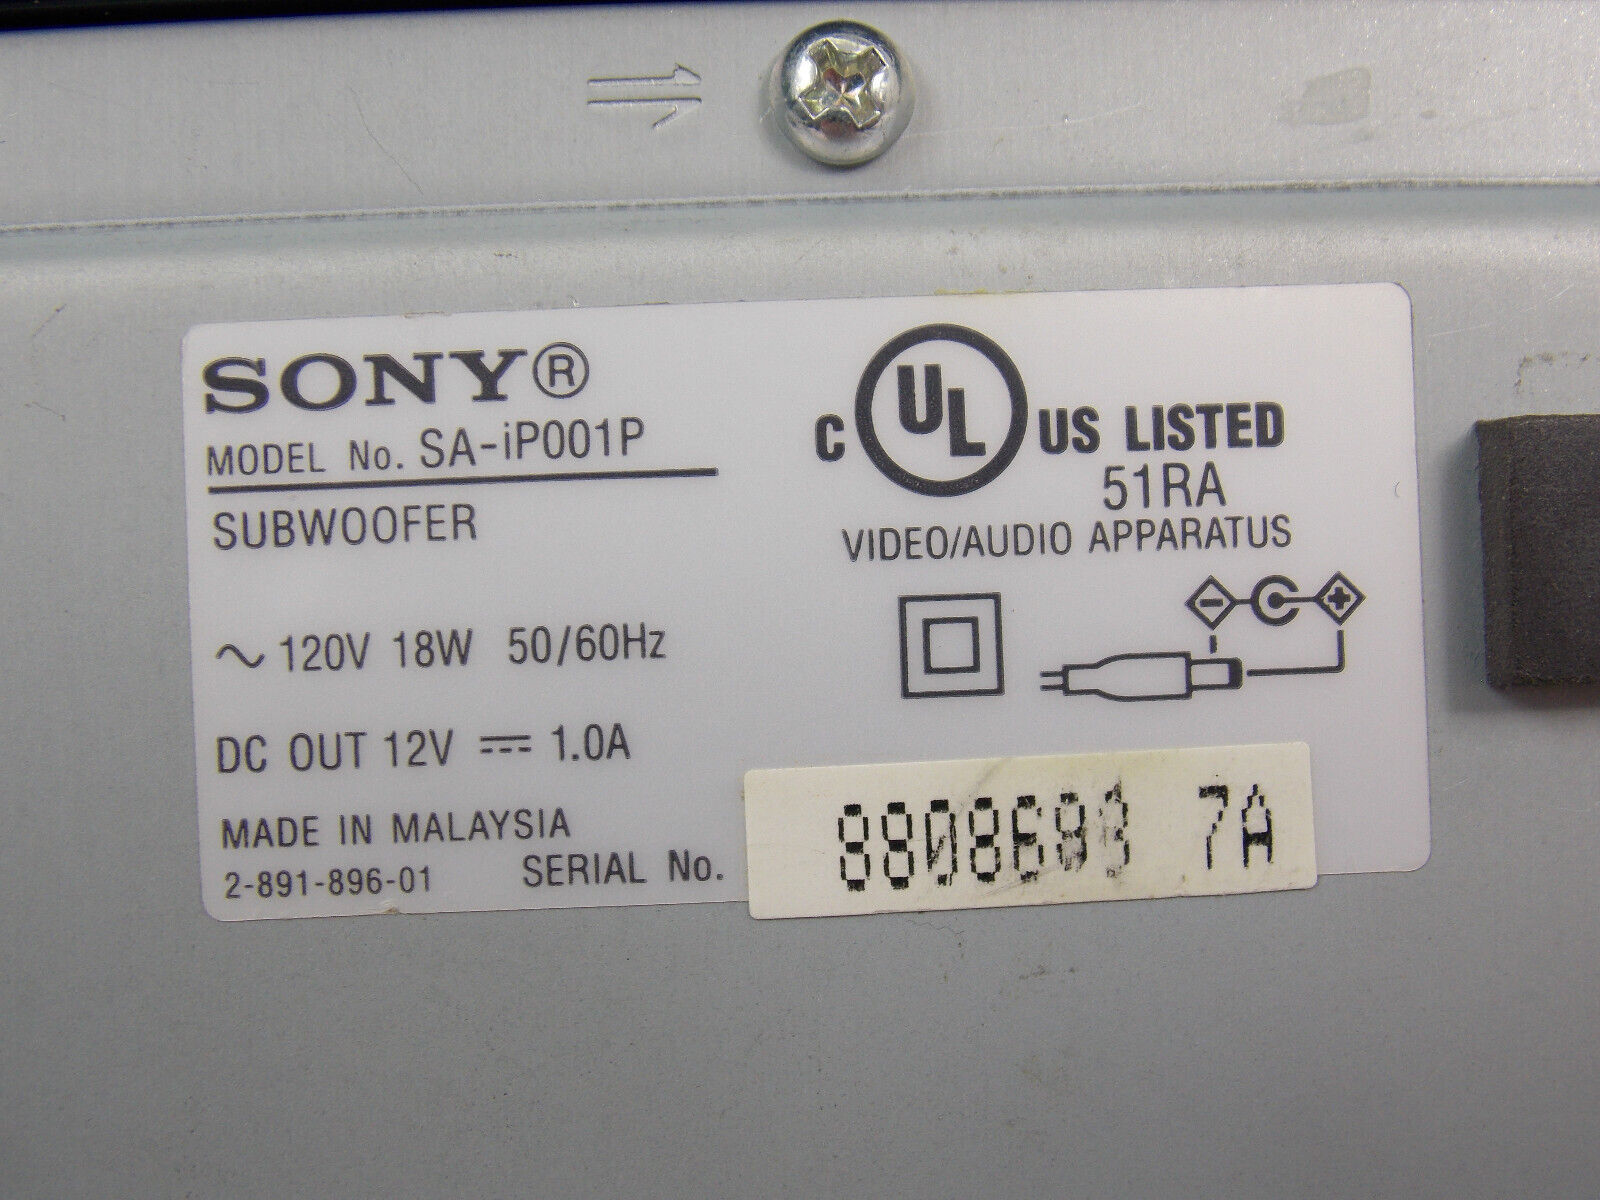 SONY®
MODEL No. SA-iP001P
SUBWOOFER
~ 120V 18W 50/60Hz
DC OUT 12V ⎓ 1.0A
MADE IN MALAYSIA
2-891-896-01 SERIAL No.
7A
C UL US LISTED
51RA
VIDEO/AUDIO APPARATUS